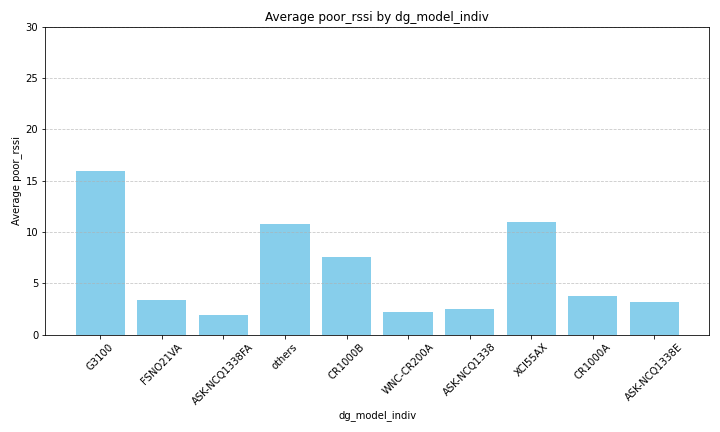 Average poor_rssi by dg_model_indiv
30
25
20
15
10
5
0
Average poor_rssi
G3100
FSNO21VA
ASK-NCQ1338FA
others
CR1000B
WNC-CR200A
ASK-NCQ1338
XCI55AX
CR1000A
ASK-NCQ1338E
dg_model_indiv